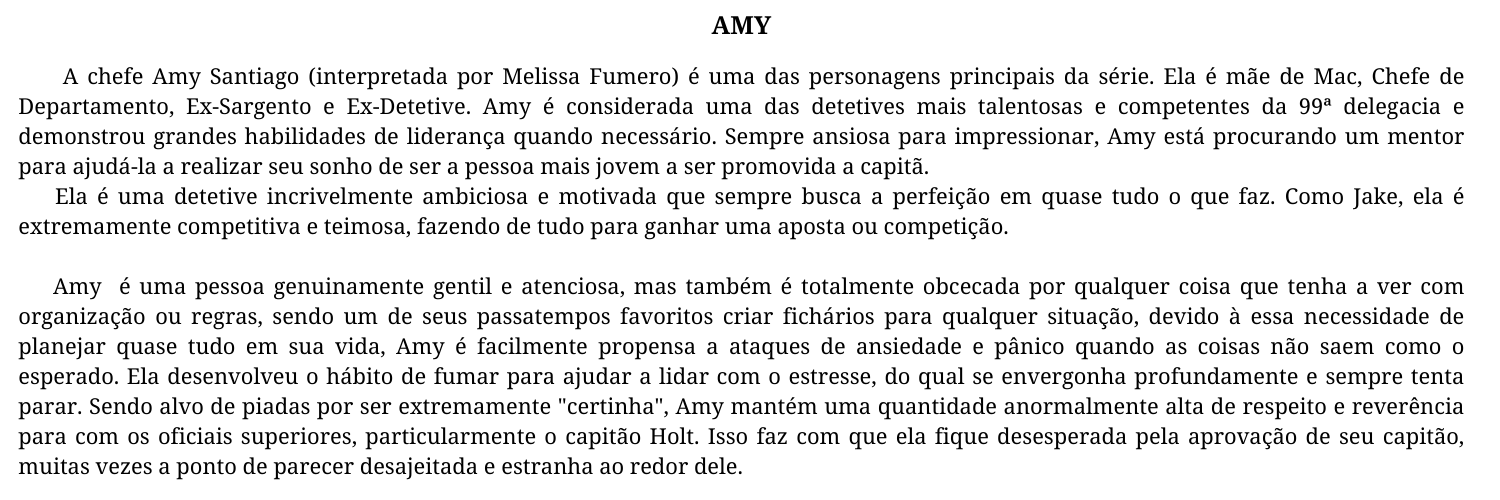 AMY
A chefe Amy Santiago (interpretada por Melissa Fumero) é uma das personagens principais da série. Ela é mãe de Mac, Chefe de
Departamento, Ex-Sargento e Ex-Detetive. Amy é considerada uma das detetives mais talentosas e competentes da 99ª delegacia e
demonstrou grandes habilidades de liderança quando necessário. Sempre ansiosa para impressionar, Amy está procurando um mentor
para ajudá-la a realizar seu sonho de ser a pessoa mais jovem a ser promovida a capitã.
Ela é uma detetive incrivelmente ambiciosa e motivada que sempre busca a perfeição em quase tudo o que faz. Como Jake, ela é
extremamente competitiva e teimosa, fazendo de tudo para ganhar uma aposta ou competição.
Amy é uma pessoa genuinamente gentil e atenciosa, mas também é totalmente obcecada por qualquer coisa que tenha a ver com
organização ou regras, sendo um de seus passatempos favoritos criar fichários para qualquer situação, devido à essa necessidade de
planejar quase tudo em sua vida, Amy é facilmente propensa a ataques de ansiedade e pânico quando as coisas não saem como o
esperado. Ela desenvolveu o hábito de fumar para ajudar a lidar com o estresse, do qual se envergonha profundamente e sempre tenta
parar. Sendo alvo de piadas por ser extremamente "certinha", Amy mantém uma quantidade anormalmente alta de respeito e reverência
para com os oficiais superiores, particularmente o capitão Holt. Isso faz com que ela fique desesperada pela aprovação de seu capitão,
muitas vezes a ponto de parecer desajeitada e estranha ao redor dele.